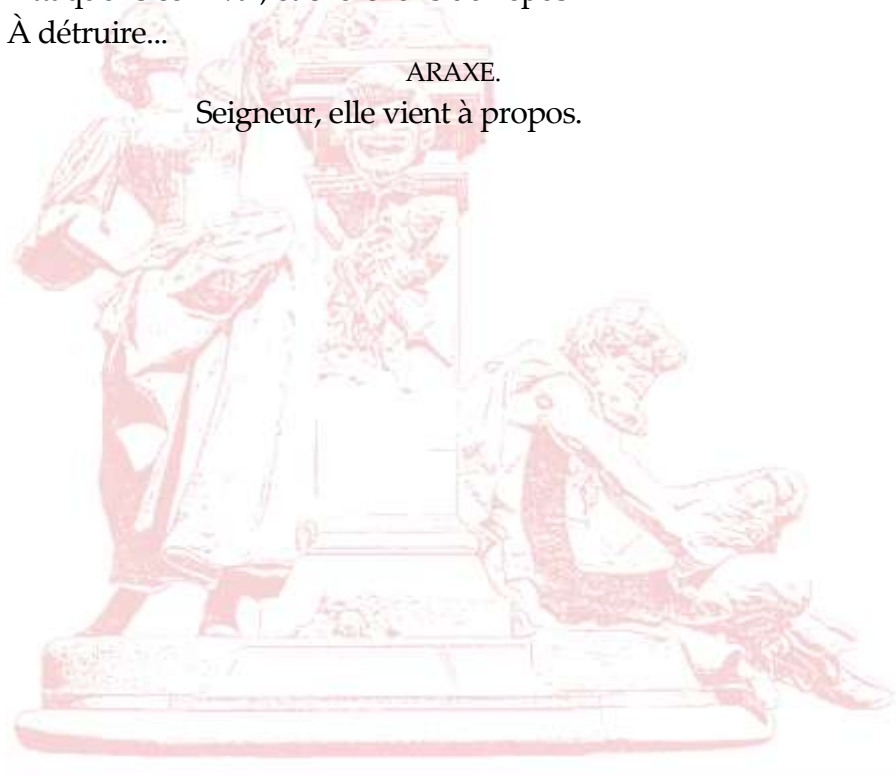 À détruire...
ARAXE.
Seigneur, elle vient à propos.